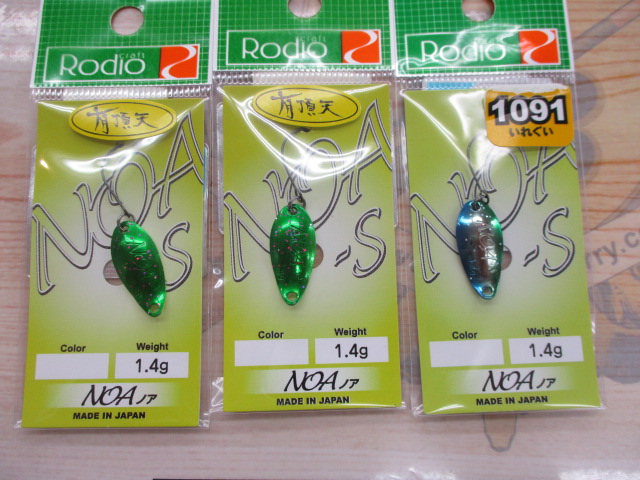 Rodio craft
Rodio craft
Rodio craft
有頂天
有頂天
1091
いれぐい
NOA
-S
NOA
-S
NOA
-S
Color Weight
1.4g
Color Weight
1.4g
Color Weight
1.4g
NOA ノア
MADE IN JAPAN
NOA ノア
MADE IN JAPAN
NOA ノア
MADE IN JAPAN
rry.c